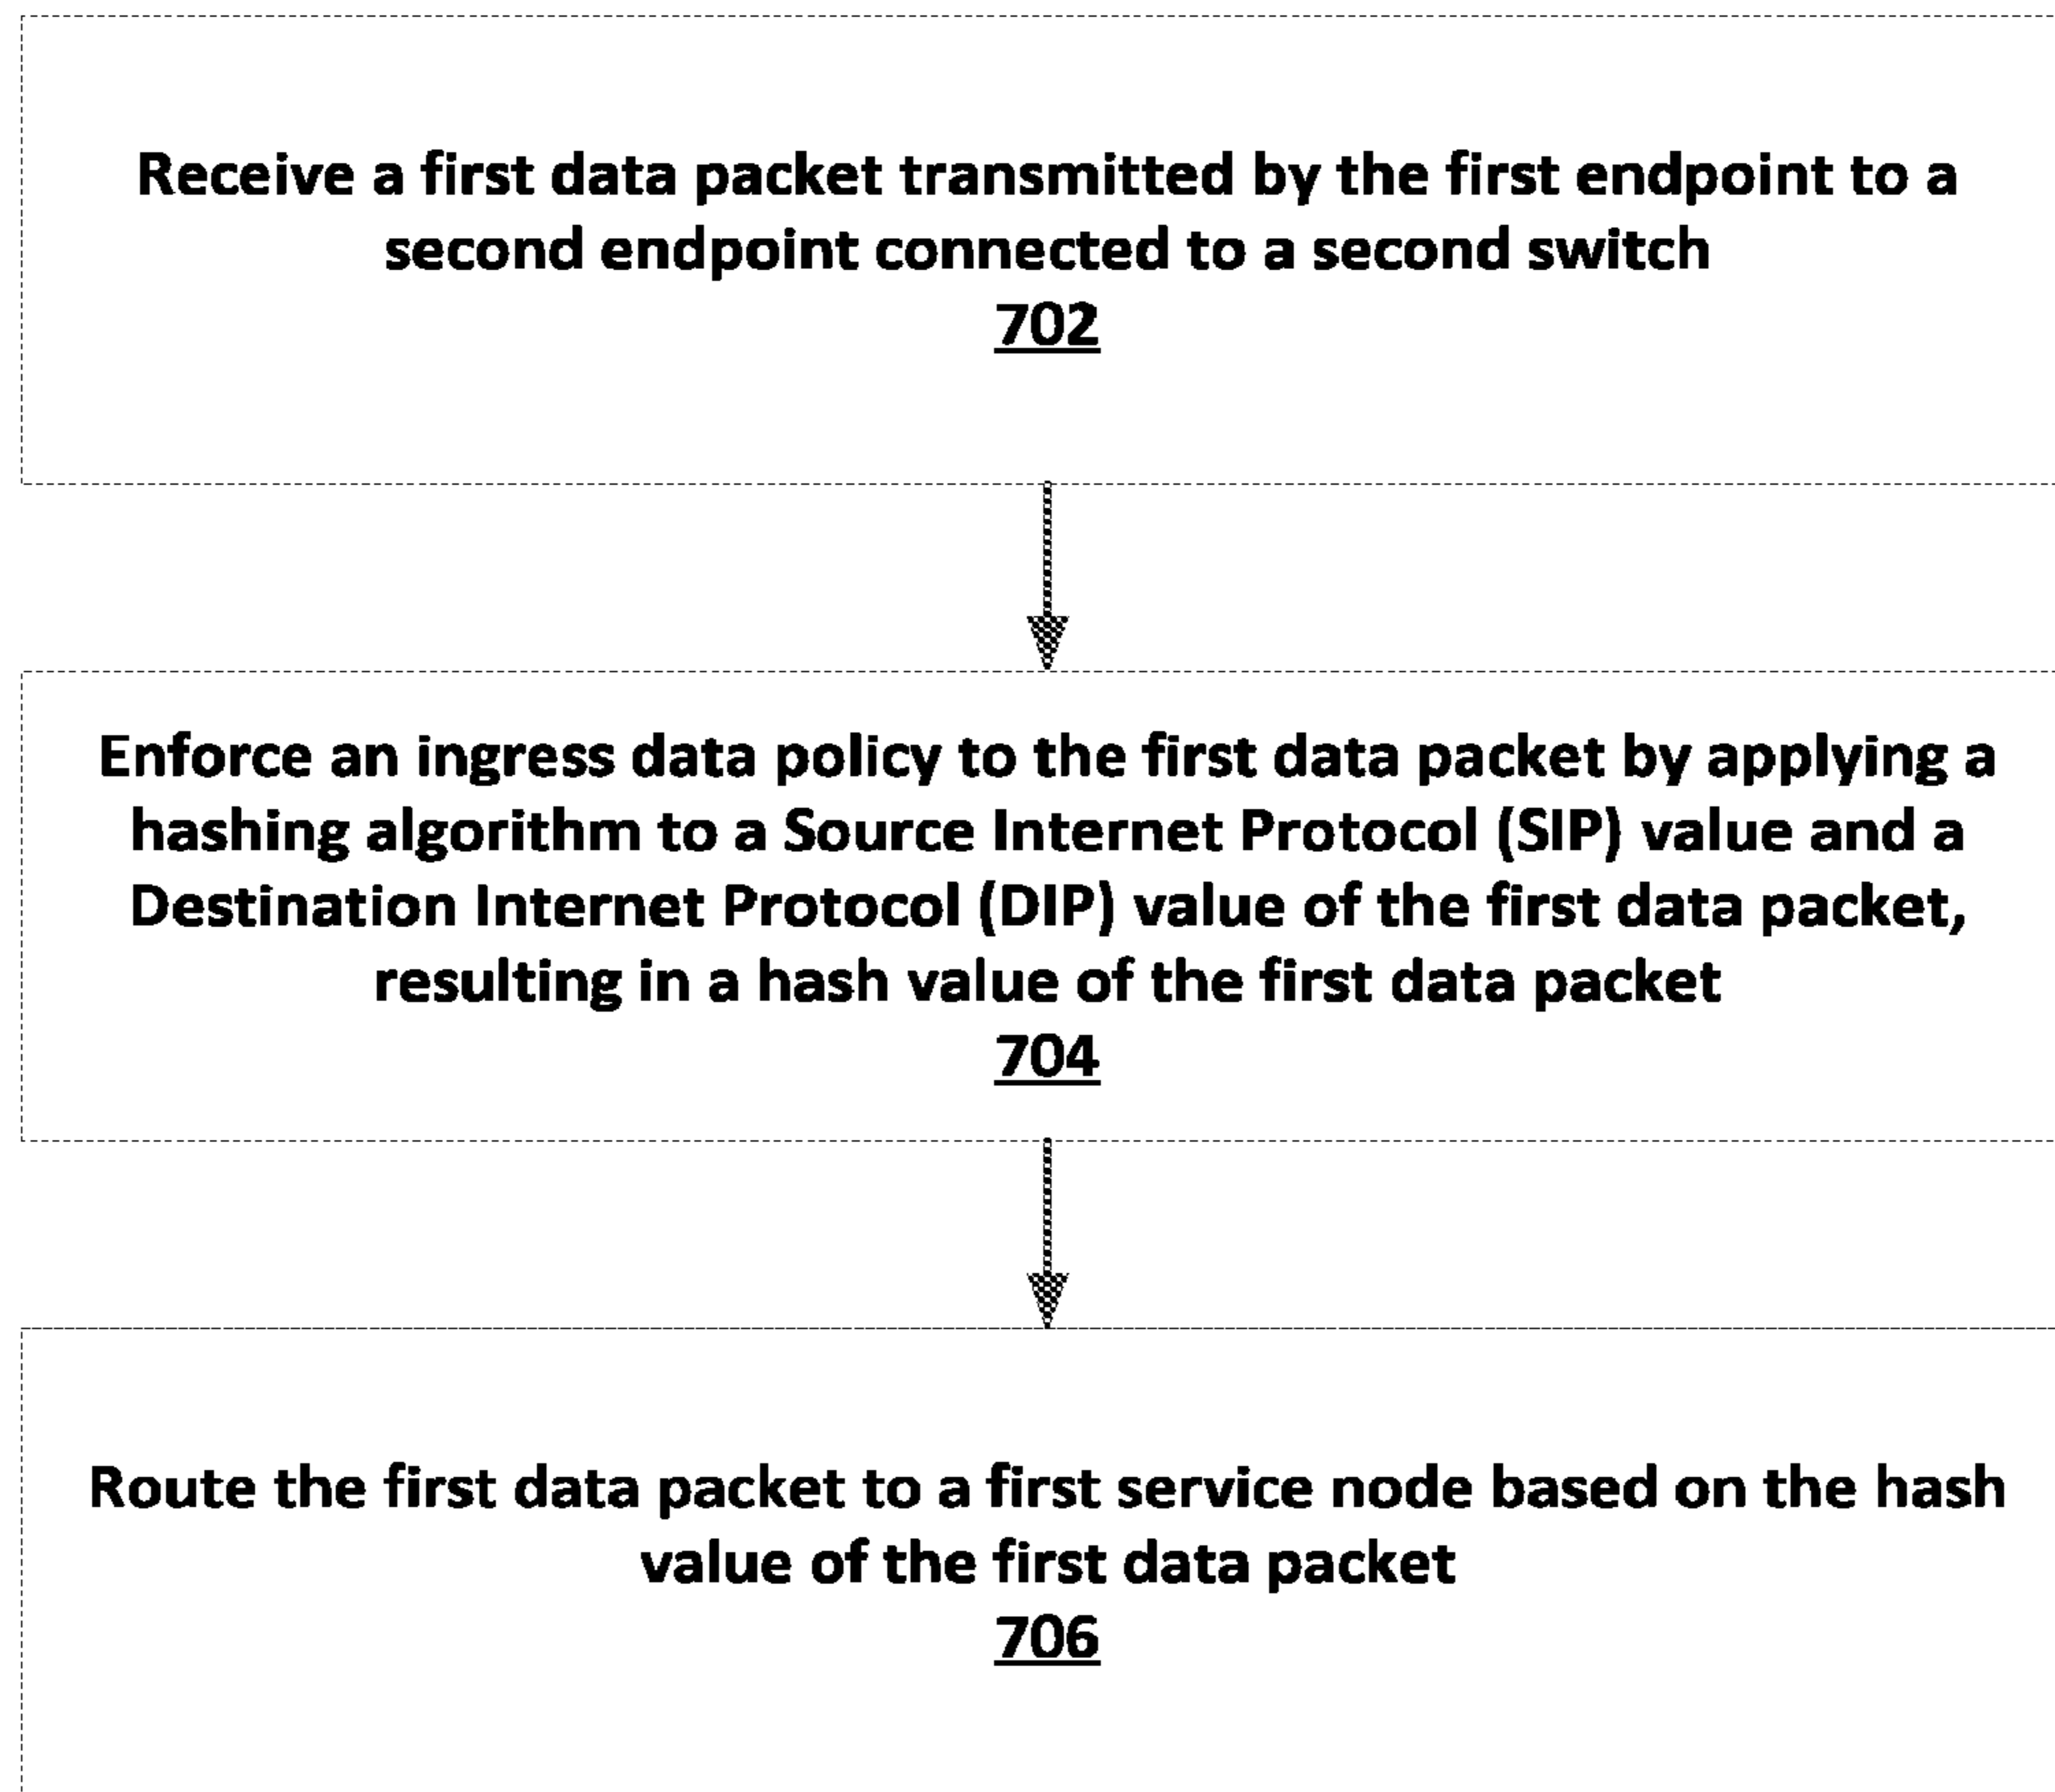 Receive a first data packet transmitted by the first endpoint to a
second endpoint connected to a second switch
702
Enforce an ingress data policy to the first data packet by applying a
hashing algorithm to a Source Internet Protocol (SIP) value and a
Destination Internet Protocol (DIP) value of the first data packet,
resulting in a hash value of the first data packet
704
Route the first data packet to a first service node based on the hash
value of the first data packet
706